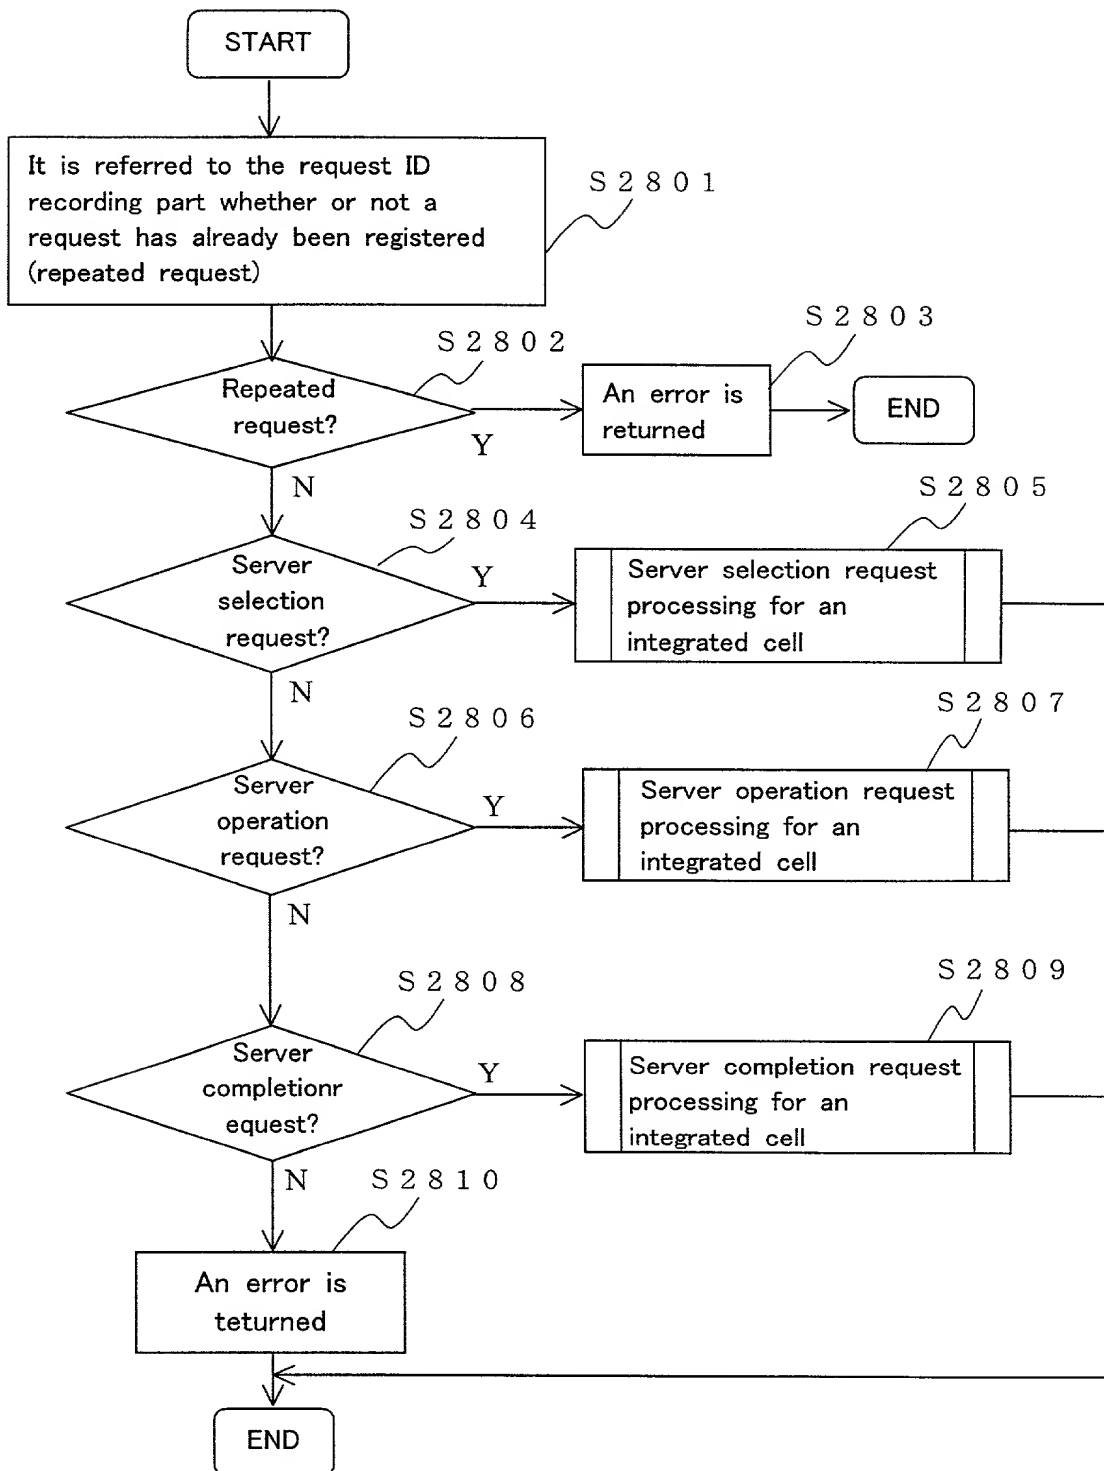 START
It is referred to the request ID
recording part whether or not a
request has already been registered
(repeated request)
S2801
S2802
Repeated
request?
Y
N
S2803
An error is
returned
END
S2804
Server
selection
request?
Y
N
S2805
Server selection request
processing for an
integrated cell
S2806
Server
operation
request?
Y
N
S2807
Server operation request
processing for an
integrated cell
S2808
Server
completionr
equest?
Y
N
S2809
Server completion request
processing for an
integrated cell
S2810
An error is
teturned
END